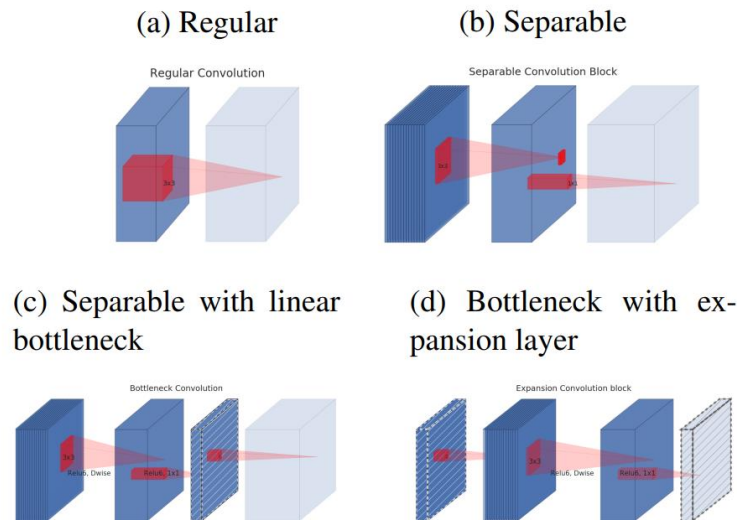 (a) Regular
(b) Separable
Regular Convolution
3x3
Separable Convolution Block
3x3
1x1
(c) Separable with linear
bottleneck
(d) Bottleneck with ex-
pansion layer
Bottleneck Convolution
3x3
Relu6, Dwise
Relu6, 1x1
Expansion Convolution block
3x3
Relu6, Dwise
Relu6, 1x1